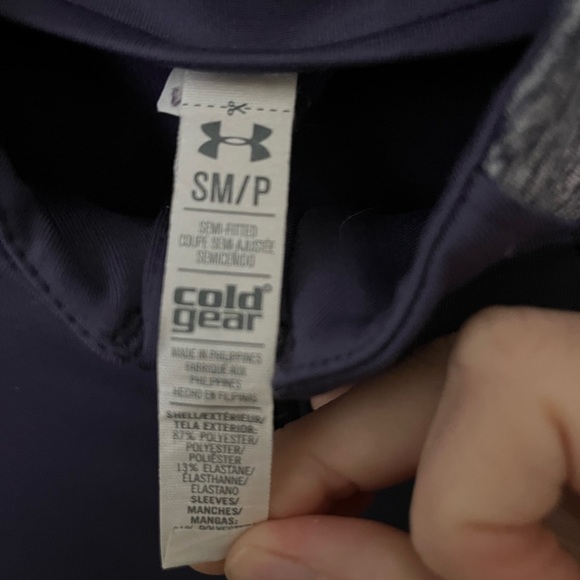 SM/P
SEMI-FITTED
COUPE SEMI-AJUSTÉE
SEMICEÑIDO
cold
gear
MADE IN PHILIPPINES
FABRIQUÉ AUX
PHILIPPINES
HECHO EN FILIPINAS
SHELL/EXTÉRIEUR/
TELA EXTERIOR:
87% POLYESTER/
POLYESTER/
POLIÉSTER
13% ELASTANE/
ÉLASTHANNE/
ELASTANO
SLEEVES/
MANCHES/
MANGAS:
POLYESTER/